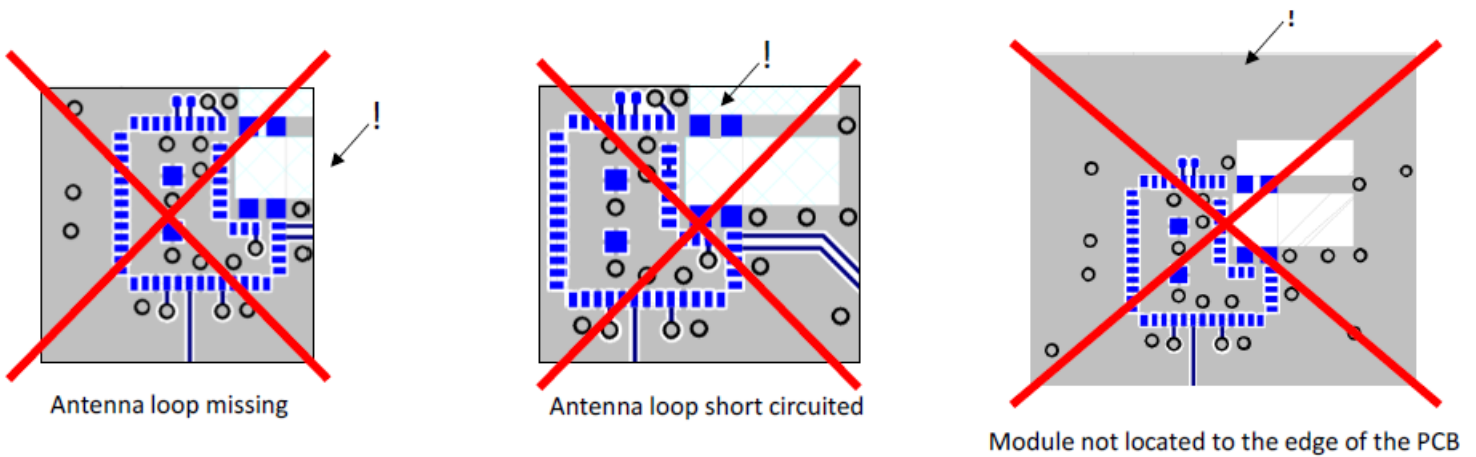 !
!
!
Antenna loop missing
Antenna loop short circuited
Module not located to the edge of the PCB